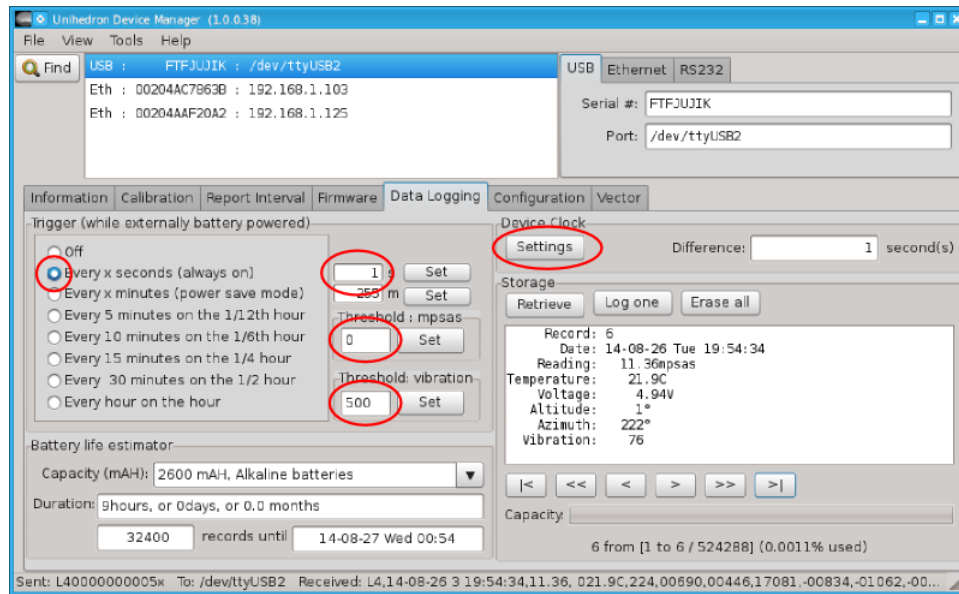 Unihedron Device Manager (1.0.0.38)
File View Tools Help
Find
USB : FTFJUJIK : /dev/ttyUSB2
Eth : 00204AC7863B : 192.168.1.103
Eth : 00204AAF20A2 : 192.168.1.125
USB Ethernet RS232
Serial #: FTFJUJIK
Port: /dev/ttyUSB2
Information Calibration Report Interval Firmware Data Logging Configuration Vector
Trigger (while externally battery powered)
Off
Every x seconds (always on) 1 s Set
Every x minutes (power save mode) 255 m Set
Every 5 minutes on the 1/12th hour
Every 10 minutes on the 1/6th hour
Every 15 minutes on the 1/4 hour
Every 30 minutes on the 1/2 hour
Every hour on the hour
Threshold : mpsas
0 Set
Threshold: vibration
500 Set
Battery life estimator
Capacity (mAH): 2600 mAH, Alkaline batteries
Duration: 9hours, or 0days, or 0.0 months
32400 records until 14-08-27 Wed 00:54
Device Clock
Settings Difference: 1 second(s)
Storage
Retrieve Log one Erase all
Record: 6
Date: 14-08-26 Tue 19:54:34
Reading: 11.36mpsas
Temperature: 21.9C
Voltage: 4.94V
Altitude: 1°
Azimuth: 222°
Vibration: 76
|< << < > >> >|
Capacity:
6 from [1 to 6 / 524288] (0.0011% used)
Sent: L40000000005x To: /dev/ttyUSB2 Received: L4,14-08-26 3 19:54:34,11.36, 021.9C,224,00690,00446,17081,-00834,-01062,-00...